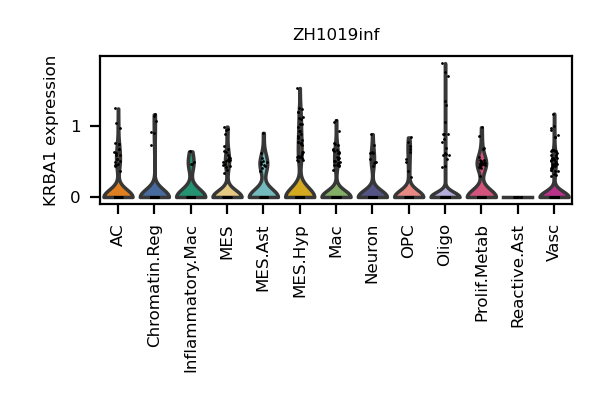 ZH1019inf
KRBA1 expression
1
0
AC
Chromatin.Reg
Inflammatory.Mac
MES
MES.Ast
MES.Hyp
Mac
Neuron
OPC
Oligo
Prolif.Metab
Reactive.Ast
Vasc